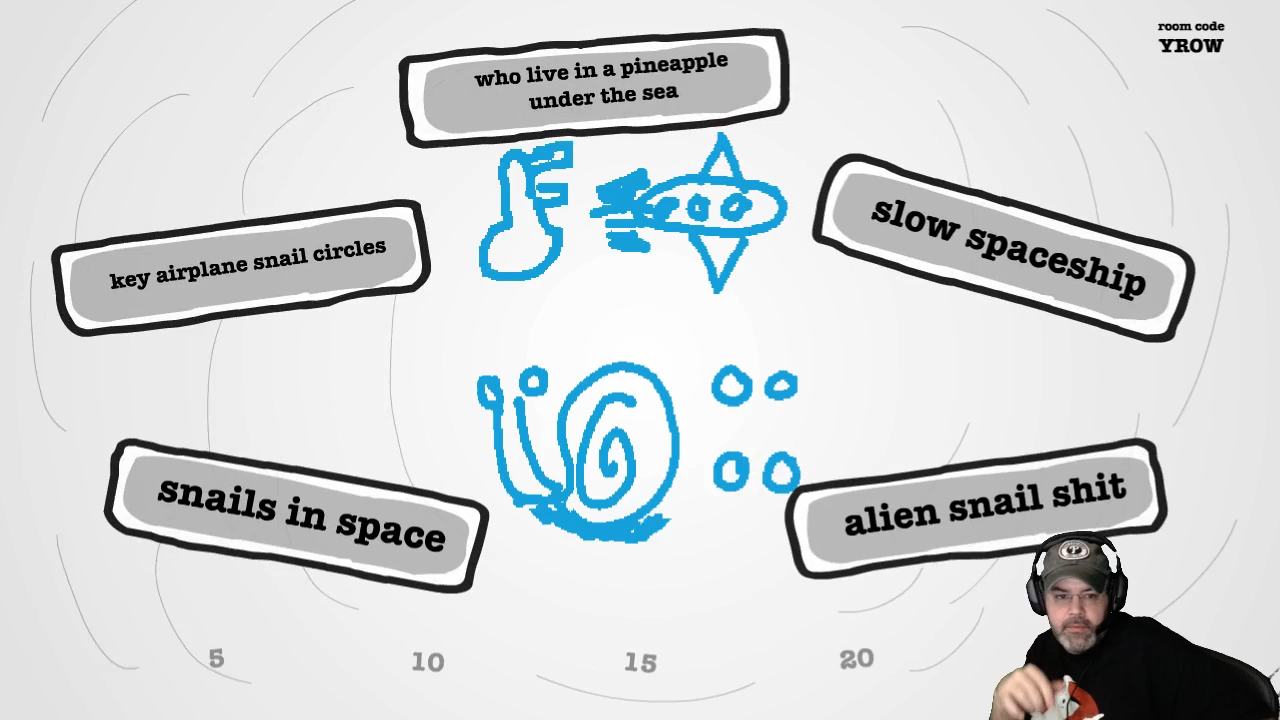 room code
YROW
who live in a pineapple
under the sea
key airplane snail circles
slow spaceship
snails in space
alien snail shit
5
10
15
20